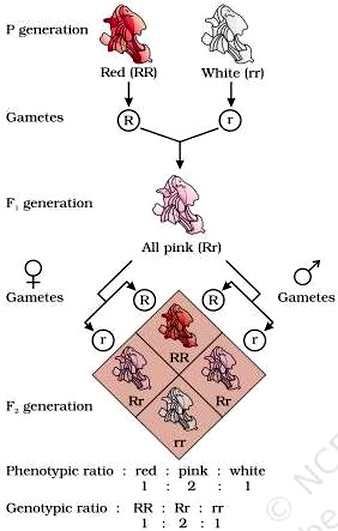 P generation
Red (RR) White (rr)
Gametes R r
F1 generation
All pink (Rr)
♀ ♂
Gametes R R Gametes
r r
RR
Rr Rr
F2 generation
rr
Phenotypic ratio : red : pink : white
1 : 2 : 1
Genotypic ratio : RR : Rr : rr
1 : 2 : 1